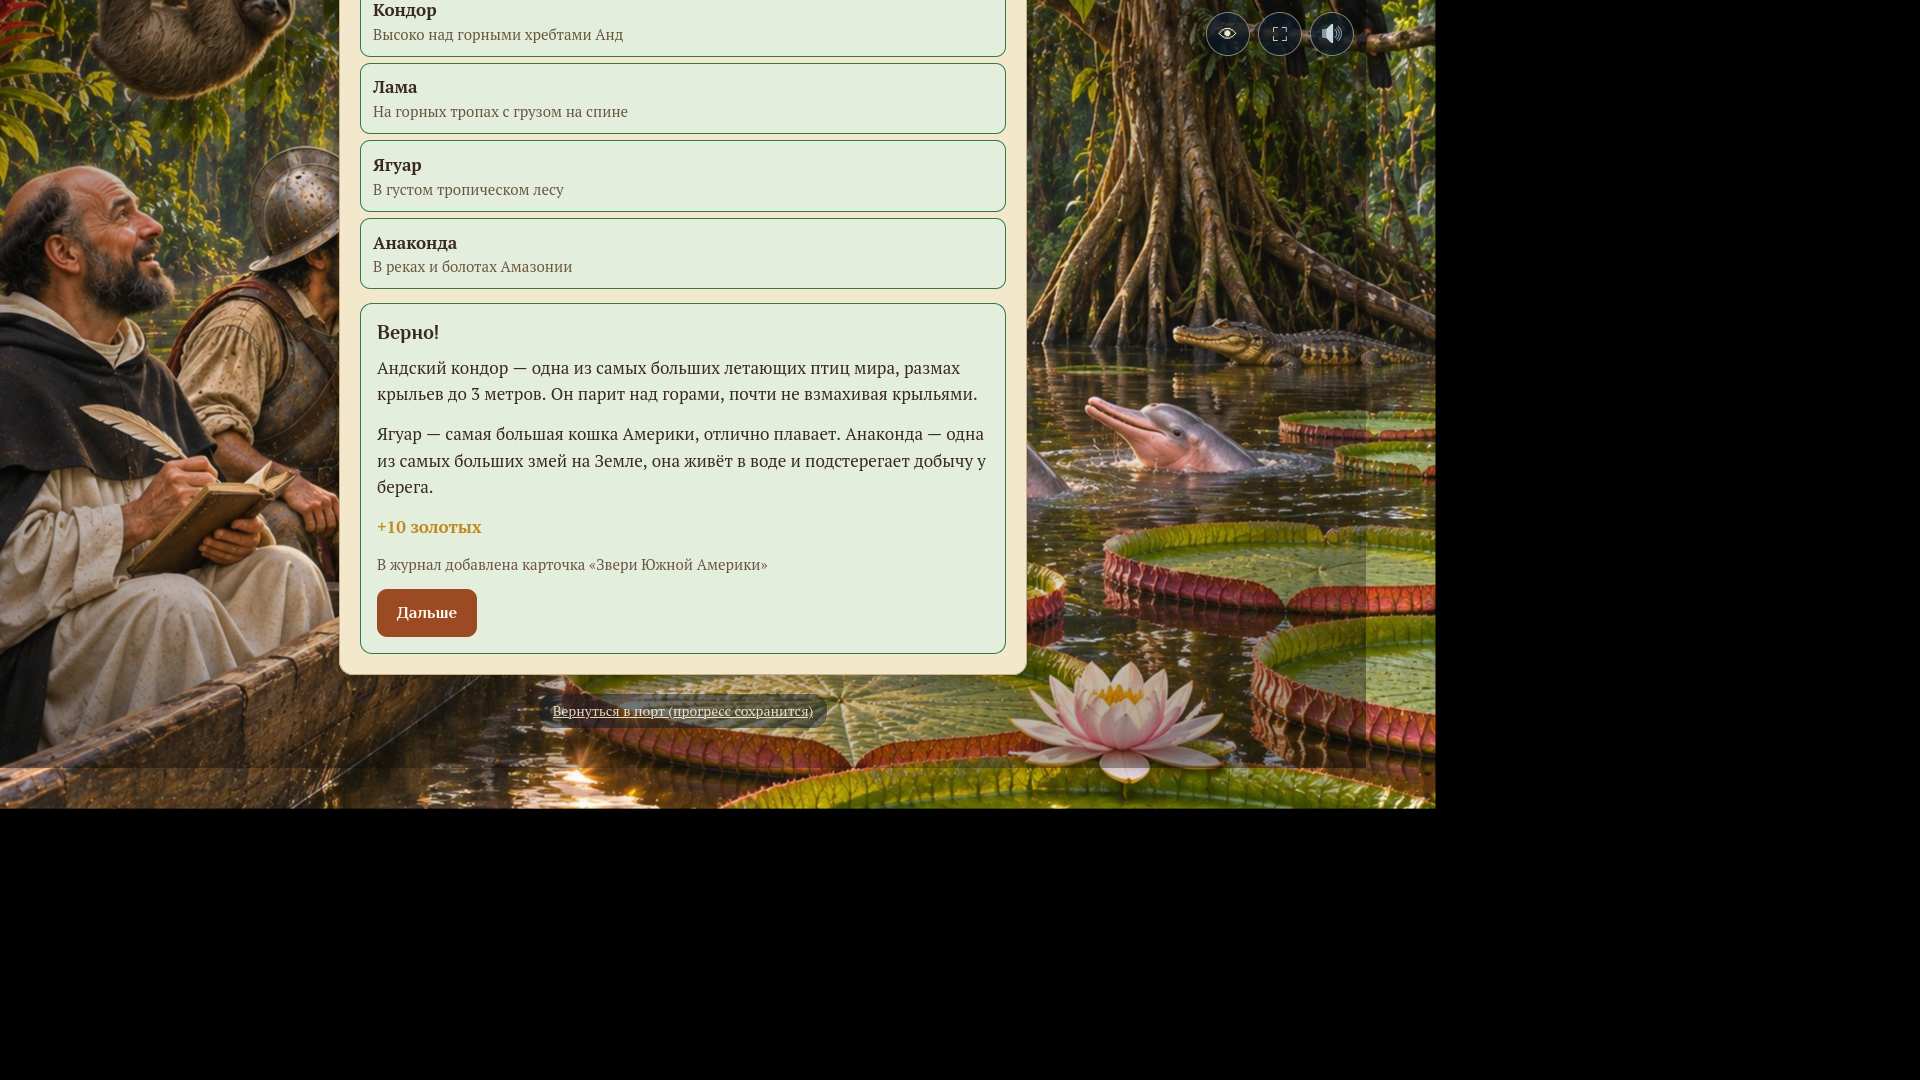 Кондор
Высоко над горными хребтами Анд
Лама
На горных тропах с грузом на спине
Ягуар
В густом тропическом лесу
Анаконда
В реках и болотах Амазонии
Верно!
Андский кондор — одна из самых больших летающих птиц мира, размах
крыльев до 3 метров. Он парит над горами, почти не взмахивая крыльями.
Ягуар — самая большая кошка Америки, отлично плавает. Анаконда — одна
из самых больших змей на Земле, она живёт в воде и подстерегает добычу у
берега.
+10 золотых
В журнал добавлена карточка «Звери Южной Америки»
Дальше
Вернуться в порт (прогресс сохранится)